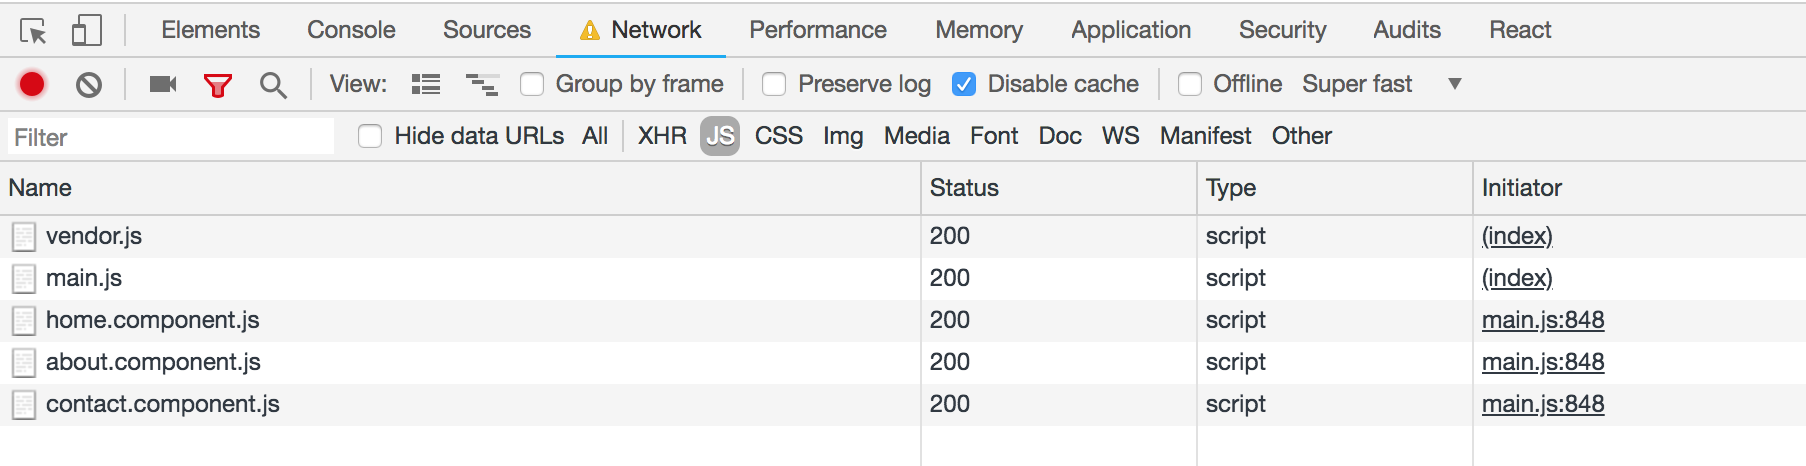 Elements Console Sources Network Performance Memory Application Security Audits React
View: Group by frame Preserve log Disable cache Offline Super fast
Filter Hide data URLs All XHR JS CSS Img Media Font Doc WS Manifest Other
Name Status Type Initiator
vendor.js 200 script (index)
main.js 200 script (index)
home.component.js 200 script main.js:848
about.component.js 200 script main.js:848
contact.component.js 200 script main.js:848